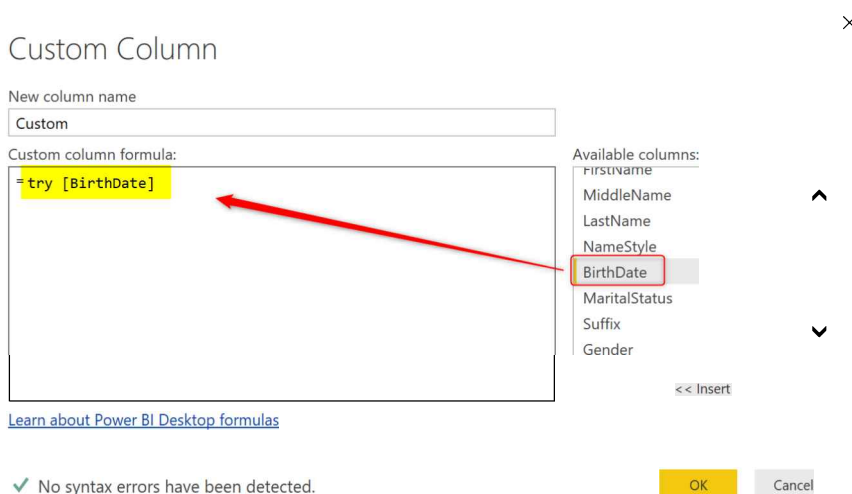 Custom Column
New column name
Custom
Custom column formula:
= try [BirthDate]
Available columns:
FirstName
MiddleName
LastName
NameStyle
BirthDate
MaritalStatus
Suffix
Gender
<< Insert
Learn about Power BI Desktop formulas
No syntax errors have been detected.
OK
Cancel